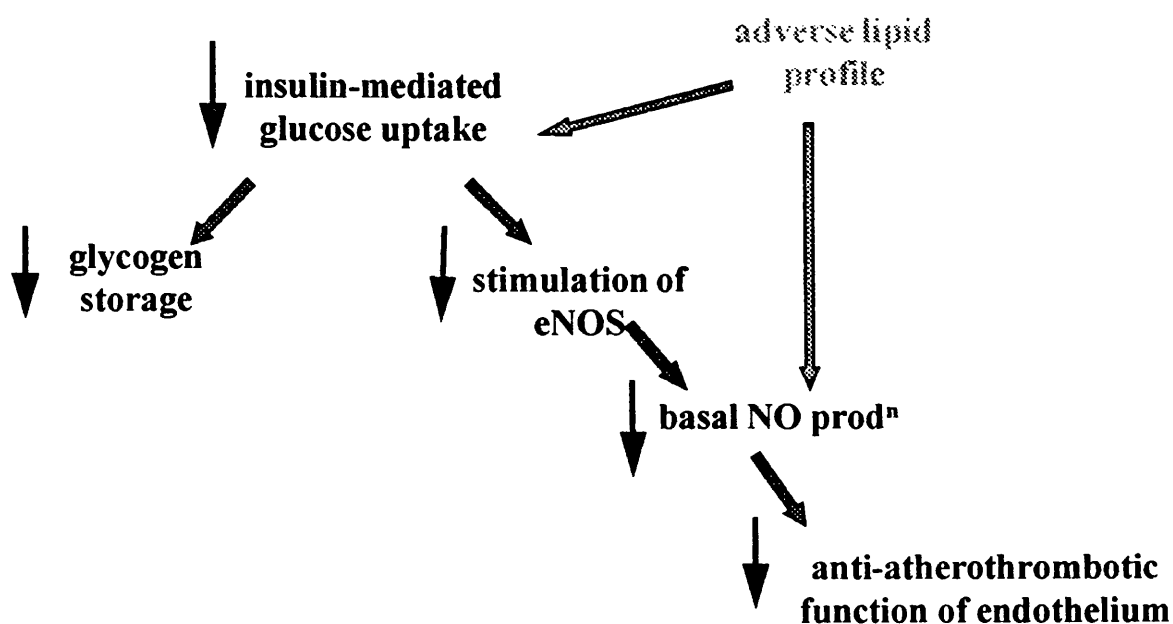 adverse lipid
profile
insulin-mediated
glucose uptake
glycogen
storage
stimulation of
eNOS
basal NO prodⁿ
anti-atherothrombotic
function of endothelium